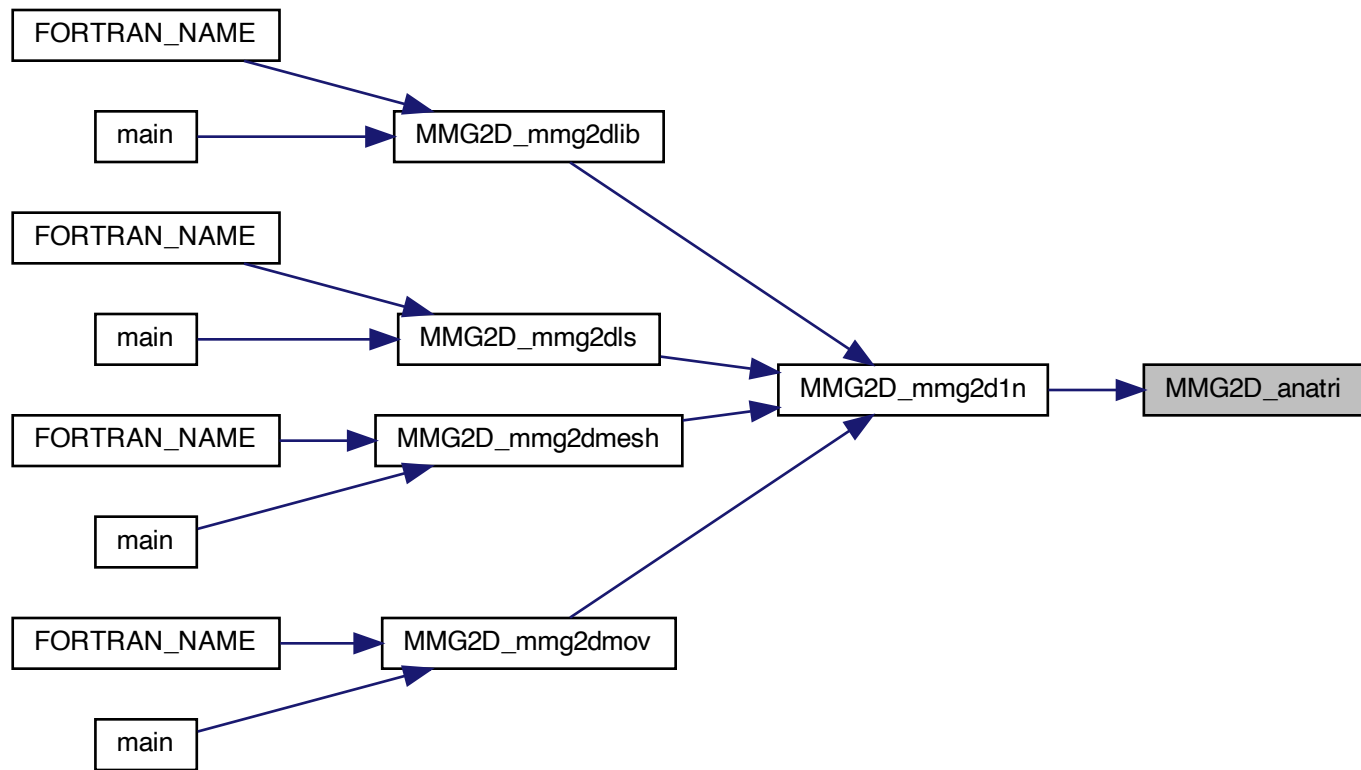 FORTRAN_NAME
main
MMG2D_mmg2dlib
FORTRAN_NAME
main
MMG2D_mmg2dls
MMG2D_mmg2d1n
MMG2D_anatri
FORTRAN_NAME
MMG2D_mmg2dmesh
main
FORTRAN_NAME
MMG2D_mmg2dmov
main